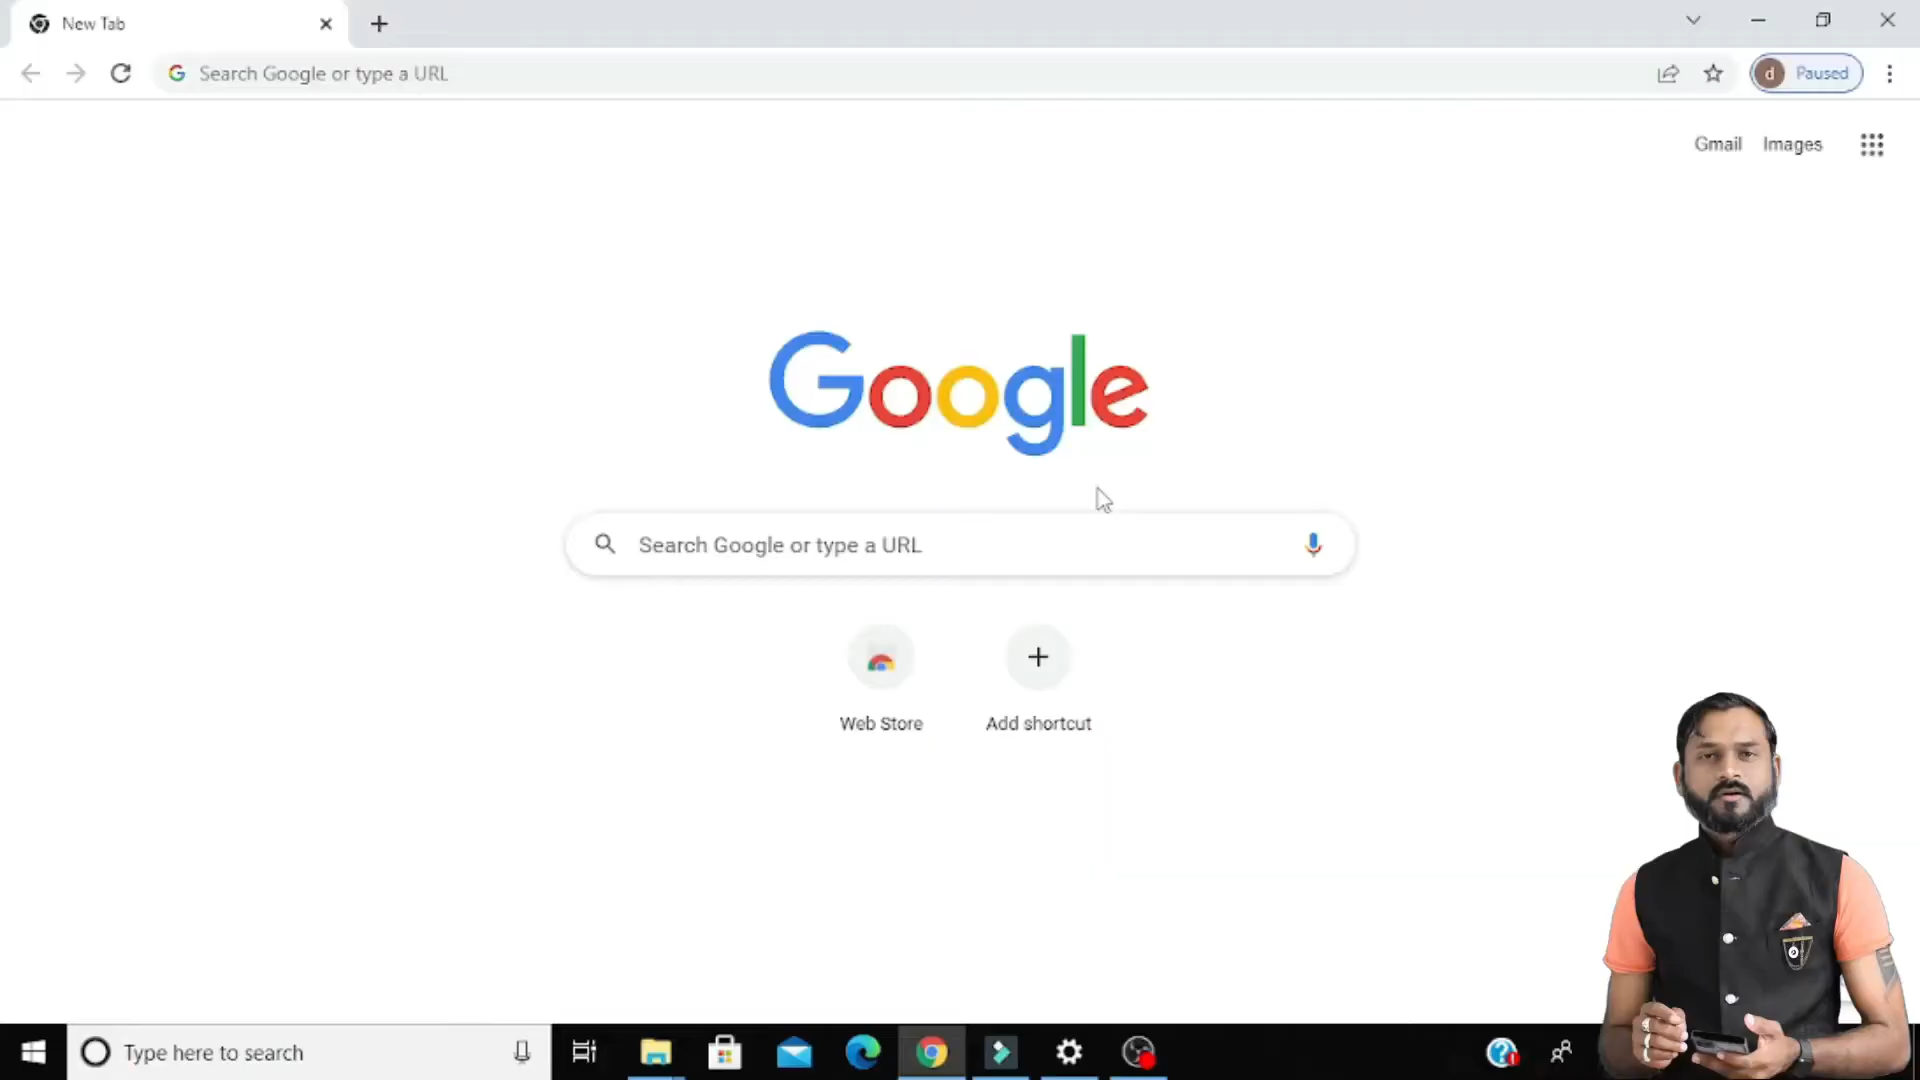 New Tab
Search Google or type a URL
d Paused
Gmail Images
Google
Search Google or type a URL
Web Store Add shortcut
Type here to search